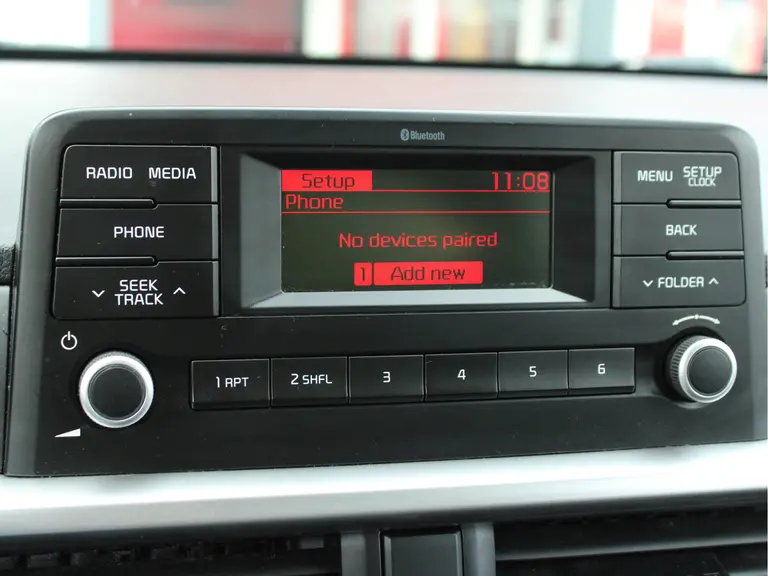 Bluetooth
RADIO MEDIA
PHONE
SEEK
TRACK
Setup 11:08
Phone
No devices paired
1 Add new
MENU SETUP
CLOCK
BACK
FOLDER
1 RPT
2 SHFL
3
4
5
6